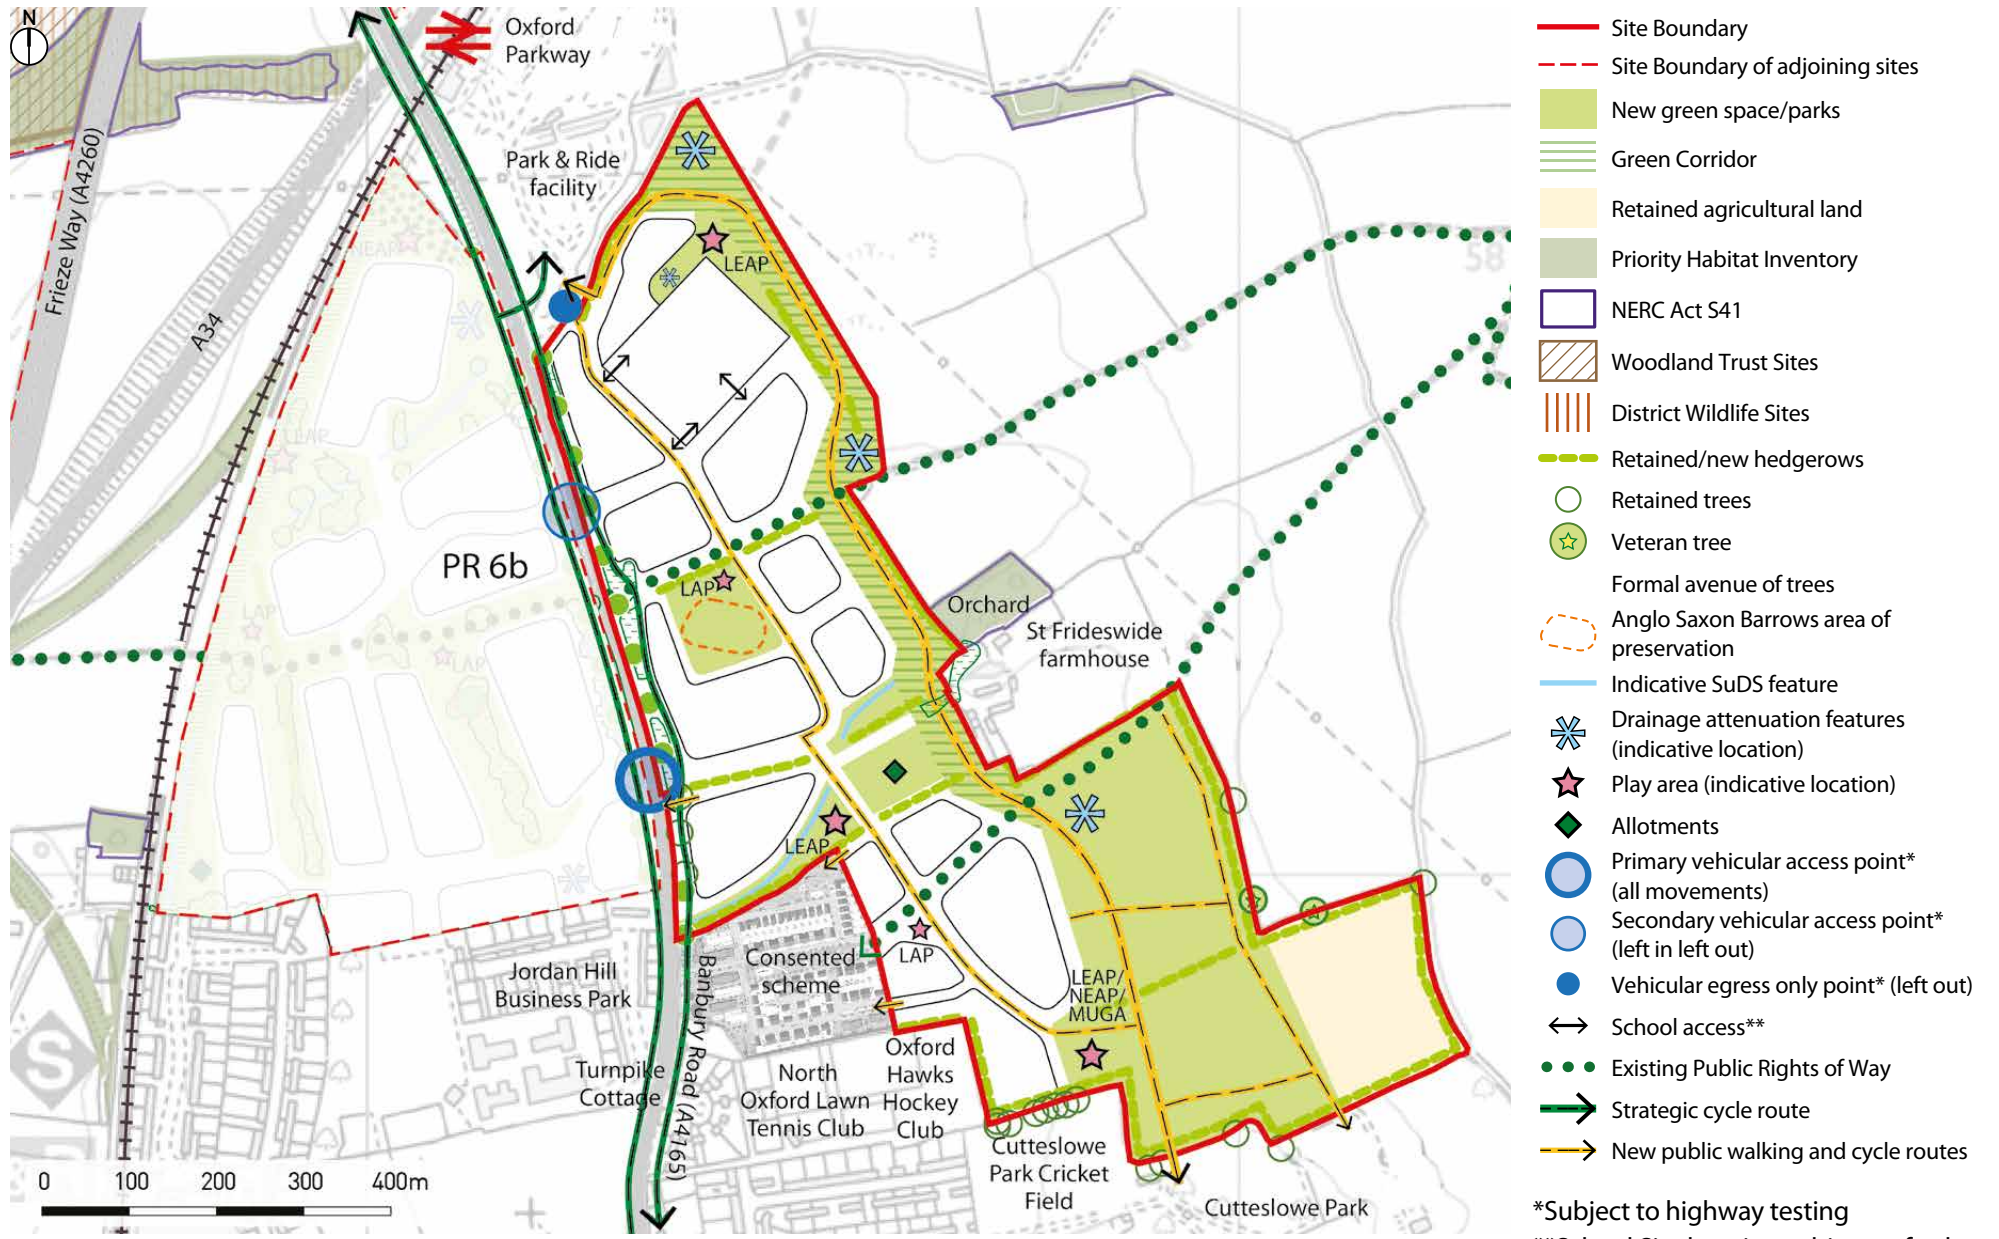 N
Oxford
Parkway
Park & Ride
facility
Frieze Way (A4260)
A34
NEAP
LEAP
LEAP
58
PR 6b
LAP
LAP
LAP
Orchard
St Frideswide
farmhouse
LEAP
Consented
scheme
LAP
LEAP/
NEAP/
MUGA
Jordan Hill
Business Park
Banbury Road (A4165)
Turnpike
Cottage
North
Oxford Lawn
Tennis Club
Oxford
Hawks
Hockey
Club
Cutteslowe
Park Cricket
Field
Cutteslowe Park
S
0 100 200 300 400m
Site Boundary
Site Boundary of adjoining sites
New green space/parks
Green Corridor
Retained agricultural land
Priority Habitat Inventory
NERC Act S41
Woodland Trust Sites
District Wildlife Sites
Retained/new hedgerows
Retained trees
Veteran tree
Formal avenue of trees
Anglo Saxon Barrows area of
preservation
Indicative SuDS feature
Drainage attenuation features
(indicative location)
Play area (indicative location)
Allotments
Primary vehicular access point*
(all movements)
Secondary vehicular access point*
(left in left out)
Vehicular egress only point* (left out)
School access**
Existing Public Rights of Way
Strategic cycle route
New public walking and cycle routes
*Subject to highway testing